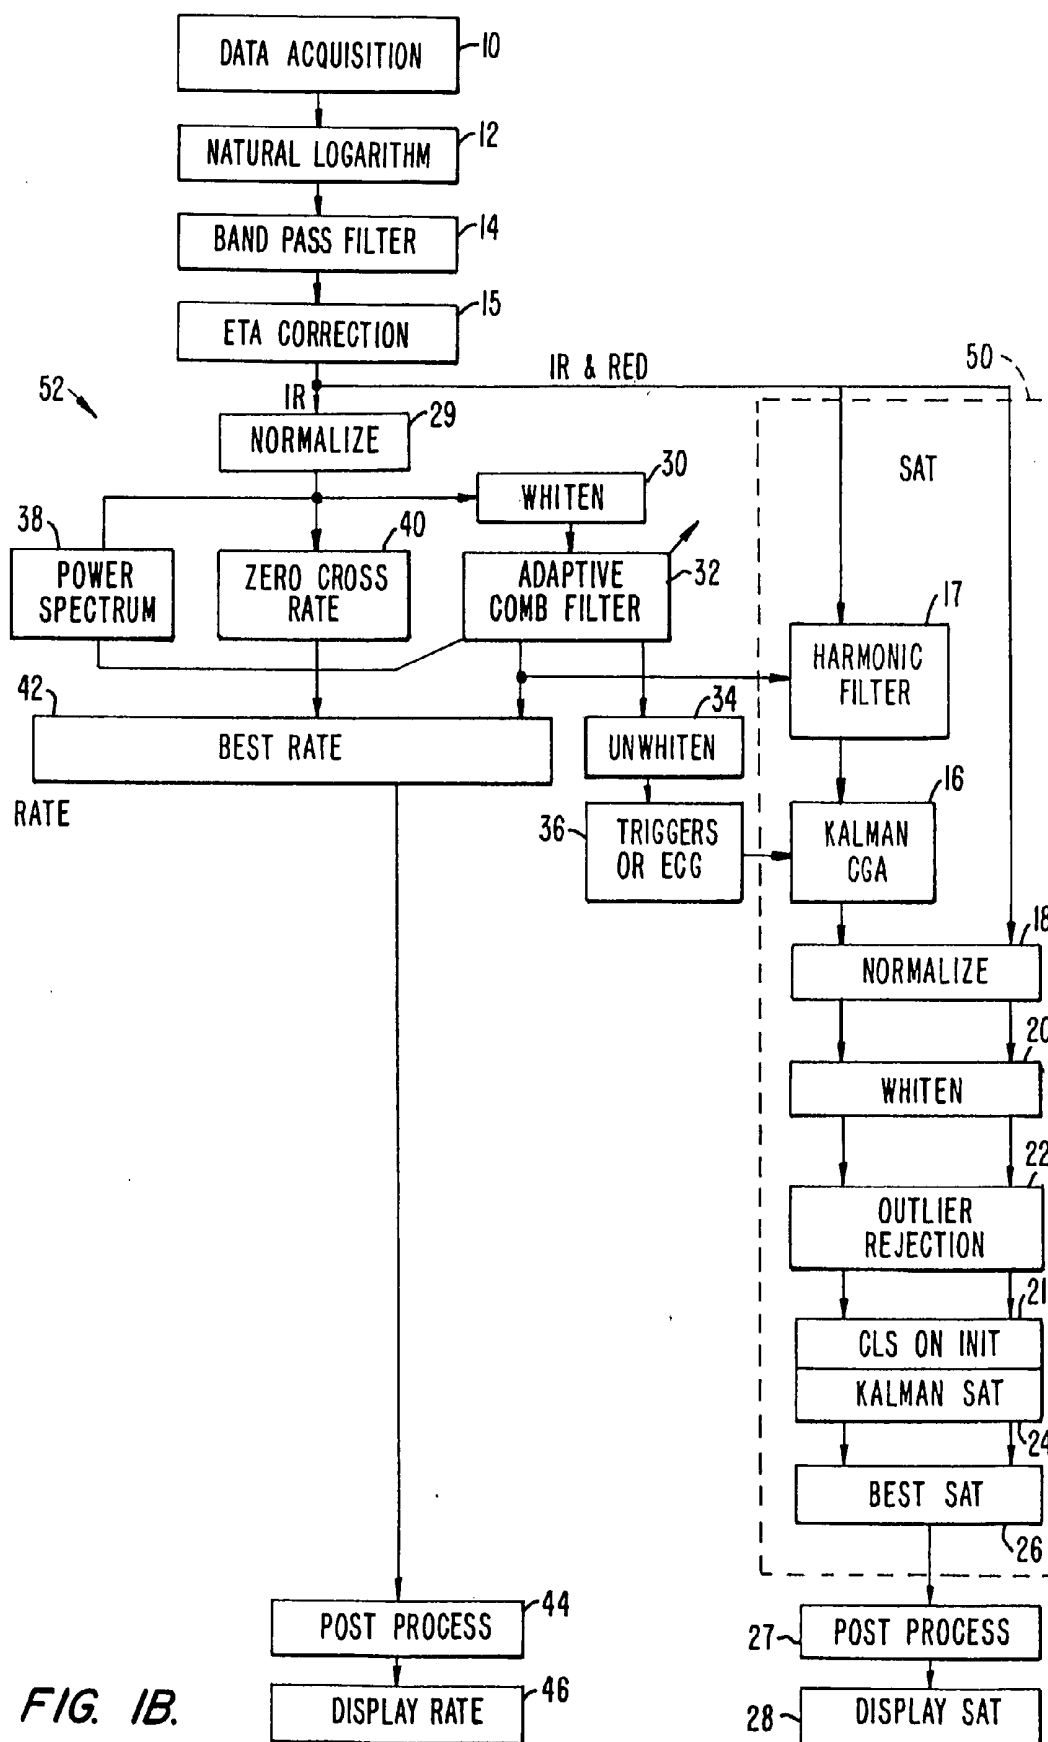 DATA ACQUISITION
10
NATURAL LOGARITHM
12
BAND PASS FILTER
14
ETA CORRECTION
15
IR & RED
50
52
IR
NORMALIZE
29
SAT
WHITEN
30
38
POWER
SPECTRUM
ZERO CROSS
RATE
40
ADAPTIVE
COMB FILTER
32
HARMONIC
FILTER
17
42
BEST RATE
RATE
UNWHITEN
34
36
TRIGGERS
OR ECG
KALMAN
CGA
16
NORMALIZE
18
WHITEN
20
OUTLIER
REJECTION
22
CLS ON INIT
21
KALMAN SAT
24
BEST SAT
26
POST PROCESS
44
27
POST PROCESS
DISPLAY RATE
46
28
DISPLAY SAT
FIG. 1B.